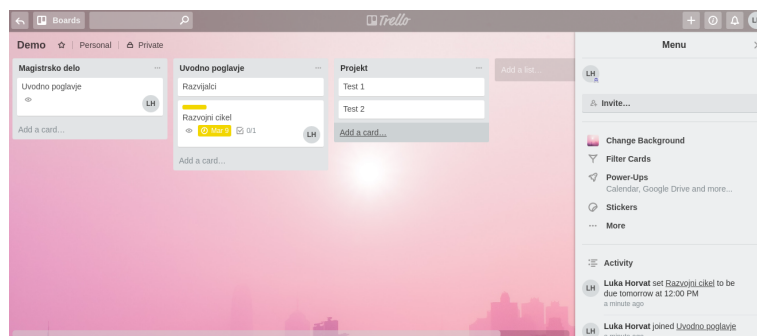 Boards
Trello
Demo
Personal
Private
Magistrsko delo
Uvodno poglavje
LH
Add a card…
Uvodno poglavje
Razvijalci
Razvojni cikel
Mar 9
0/1
LH
Add a card…
Projekt
Test 1
Test 2
Add a card…
Add a list…
Menu
LH
Invite…
Change Background
Filter Cards
Power-Ups
Calendar, Google Drive and more...
Stickers
More
Activity
LH
Luka Horvat set Razvojni cikel to be
due tomorrow at 12:00 PM
a minute ago
LH
Luka Horvat joined Uvodno poglavje